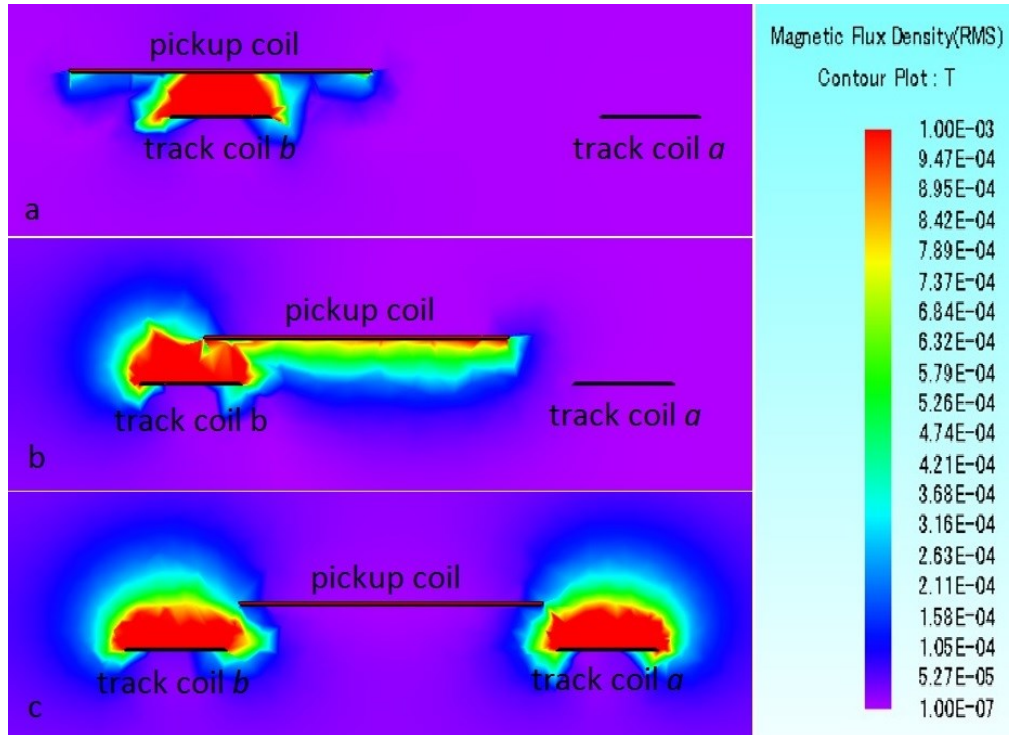 pickup coil
track coil b
track coil a
a
pickup coil
track coil b
track coil a
b
pickup coil
track coil b
track coil a
c
Magnetic Flux Density(RMS)
Contour Plot : T
1.00E-03
9.47E-04
8.95E-04
8.42E-04
7.89E-04
7.37E-04
6.84E-04
6.32E-04
5.79E-04
5.26E-04
4.74E-04
4.21E-04
3.68E-04
3.16E-04
2.63E-04
2.11E-04
1.58E-04
1.05E-04
5.27E-05
1.00E-07